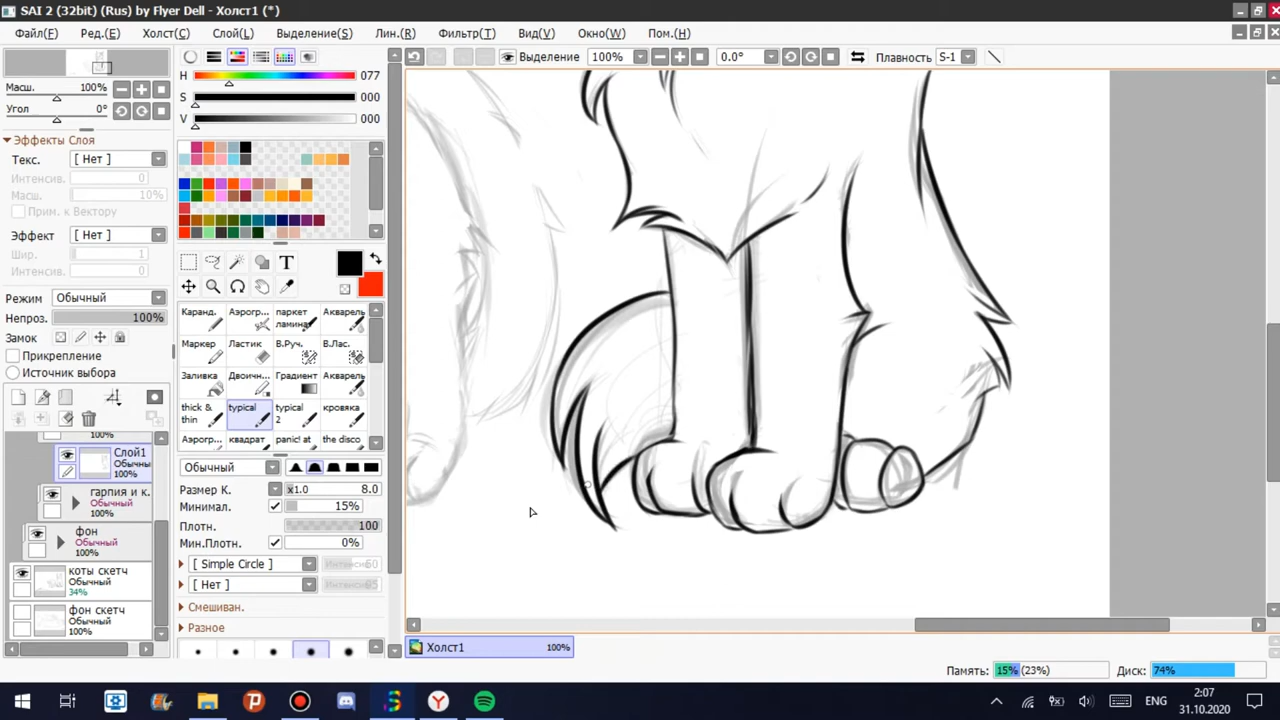 SAI 2 (32bit) (Rus) by Flyer Dell - Холст1 (*)
Файл(F) Ред.(E) Холст(C) Слой(L) Выделение(S) Лин.(R) Фильтр(T) Вид(V) Окно(W) Пом.(H)
Выделение 100% 0.0° Плавность S-1
Масш. 100%
Угол 0°
Эффекты Слоя
Текс. [ Нет ]
Интенсив. 0
Масш. 10%
Прим. к Вектору
Эффект [ Нет ]
Шир. 1
Интенсив. 1
Режим Обычный
Непроз. 100%
Замок
Прикрепление
Источник выбора
100%
Слой1
Обычны
100%
гарпия и к.
Обычный
100%
фон
Обычный
100%
коты скетч
Обычный
34%
фон скетч
Обычный
100%
H 077
S 000
V 000
T
Каранд. Аэрогр. паркет ламина Акварель
Маркер Ластик В.Руч. В.Лас.
Заливка Двоичн. Градиент Акварель
thick & thin typical typical 2 кровяка
Аэрогр. квадрат panic! at the disco
Обычный
Размер К. x1.0 8.0
Минимал. 15%
Плотн. 100
Мин.Плотн. 0%
[ Simple Circle ]
[ Нет ]
Смешиван.
Разное
Холст1 100%
Память: 15% (23%) Диск: 74%
ENG
2:07
31.10.2020